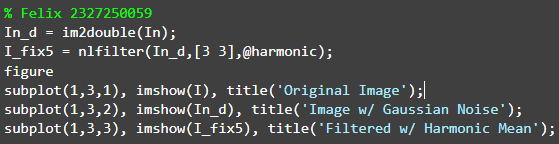 % Felix 2327250059
In_d = im2double(In);
I_fix5 = nlfilter(In_d,[3 3],@harmonic);
figure
subplot(1,3,1), imshow(I), title('Original Image');
subplot(1,3,2), imshow(In_d), title('Image w/ Gaussian Noise');
subplot(1,3,3), imshow(I_fix5), title('Filtered w/ Harmonic Mean');